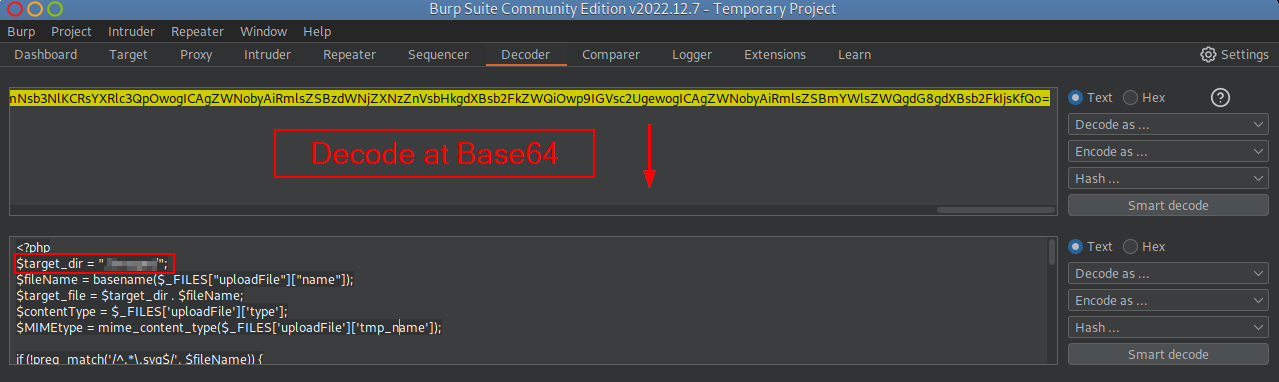 Burp Suite Community Edition v2022.12.7 - Temporary Project
Burp Project Intruder Repeater Window Help
Dashboard Target Proxy Intruder Repeater Sequencer Decoder Comparer Logger Extensions Learn Settings
nNsb3NlKCRsYXRlc3QpOwogICAgZWNobyAiRmlsZSBzdWNjZXNzZnVsbHkgdXBsb2FkZWQiOwp9IGVsc2UgewogICAgZWNobyAiRmlsZSBmYWlsZWQgdG8gdXBsb2FkIjsKfQo=
Text Hex ?
Decode as ...
Encode as ...
Hash ...
Smart decode
Decode at Base64
<?php
$target_dir = " ";
$fileName = basename($_FILES["uploadFile"]["name"]);
$target_file = $target_dir . $fileName;
$contentType = $_FILES['uploadFile']['type'];
$MIMEtype = mime_content_type($_FILES['uploadFile']['tmp_name']);
if (!preg_match('/^.*\.svg$/', $fileName)) {
Text Hex
Decode as ...
Encode as ...
Hash ...
Smart decode